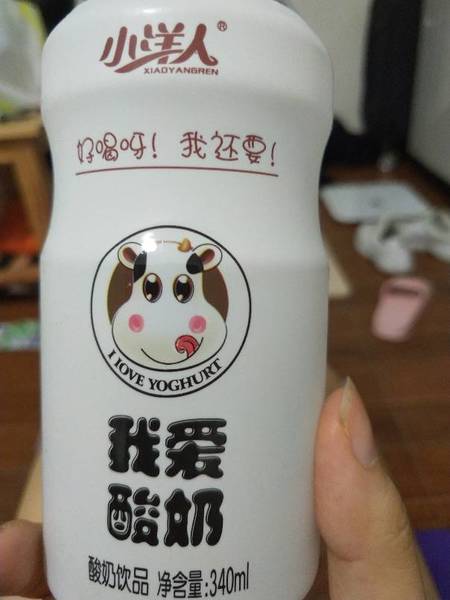 小洋人®
XIAOYANGREN
好喝呀！我还要！
I LOVE YOGHURT
我爱
酸奶
酸奶饮品 净含量:340ml